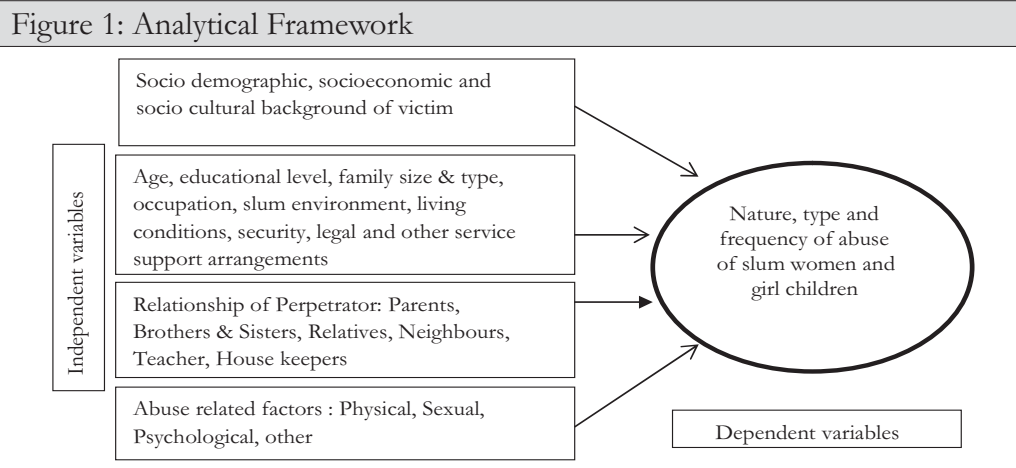 Figure 1: Analytical Framework
Socio demographic, socioeconomic and
socio cultural background of victim
Independent variables
Age, educational level, family size & type,
occupation, slum environment, living
conditions, security, legal and other service
support arrangements
Relationship of Perpetrator: Parents,
Brothers & Sisters, Relatives, Neighbours,
Teacher, House keepers
Abuse related factors : Physical, Sexual,
Psychological, other
Nature, type and
frequency of abuse
of slum women and
girl children
Dependent variables